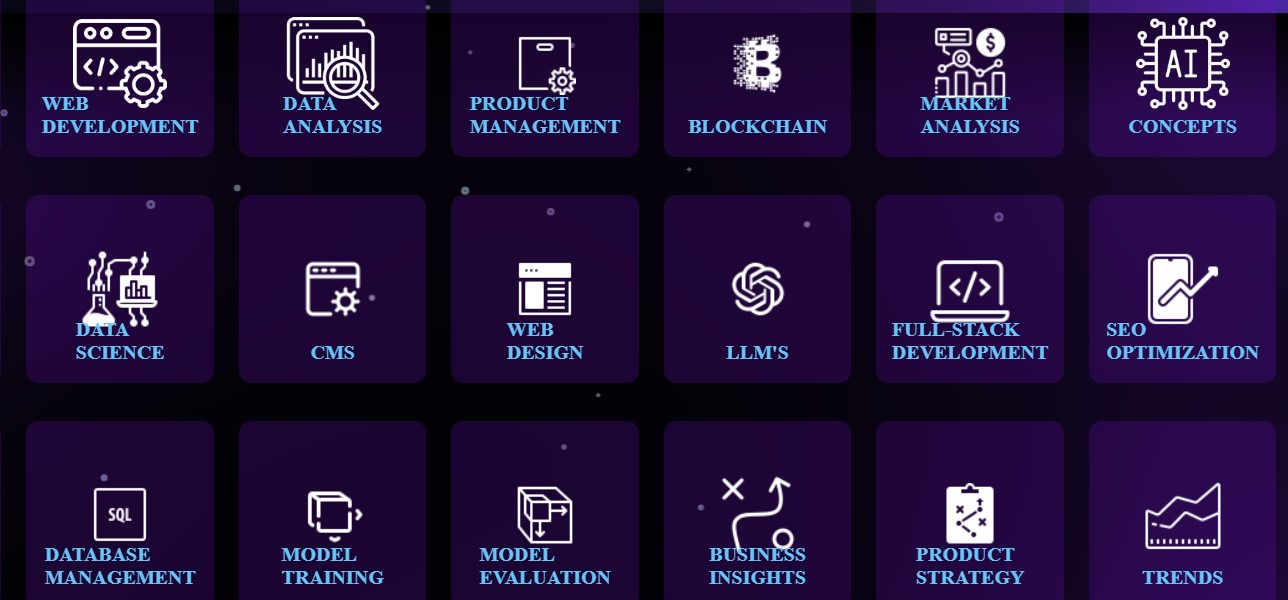 AI
WEB
DEVELOPMENT
DATA
ANALYSIS
PRODUCT
MANAGEMENT
BLOCKCHAIN
MARKET
ANALYSIS
CONCEPTS
DATA
SCIENCE
CMS
WEB
DESIGN
LLM'S
FULL-STACK
DEVELOPMENT
SEO
OPTIMIZATION
SQL
DATABASE
MANAGEMENT
MODEL
TRAINING
MODEL
EVALUATION
BUSINESS
INSIGHTS
PRODUCT
STRATEGY
TRENDS